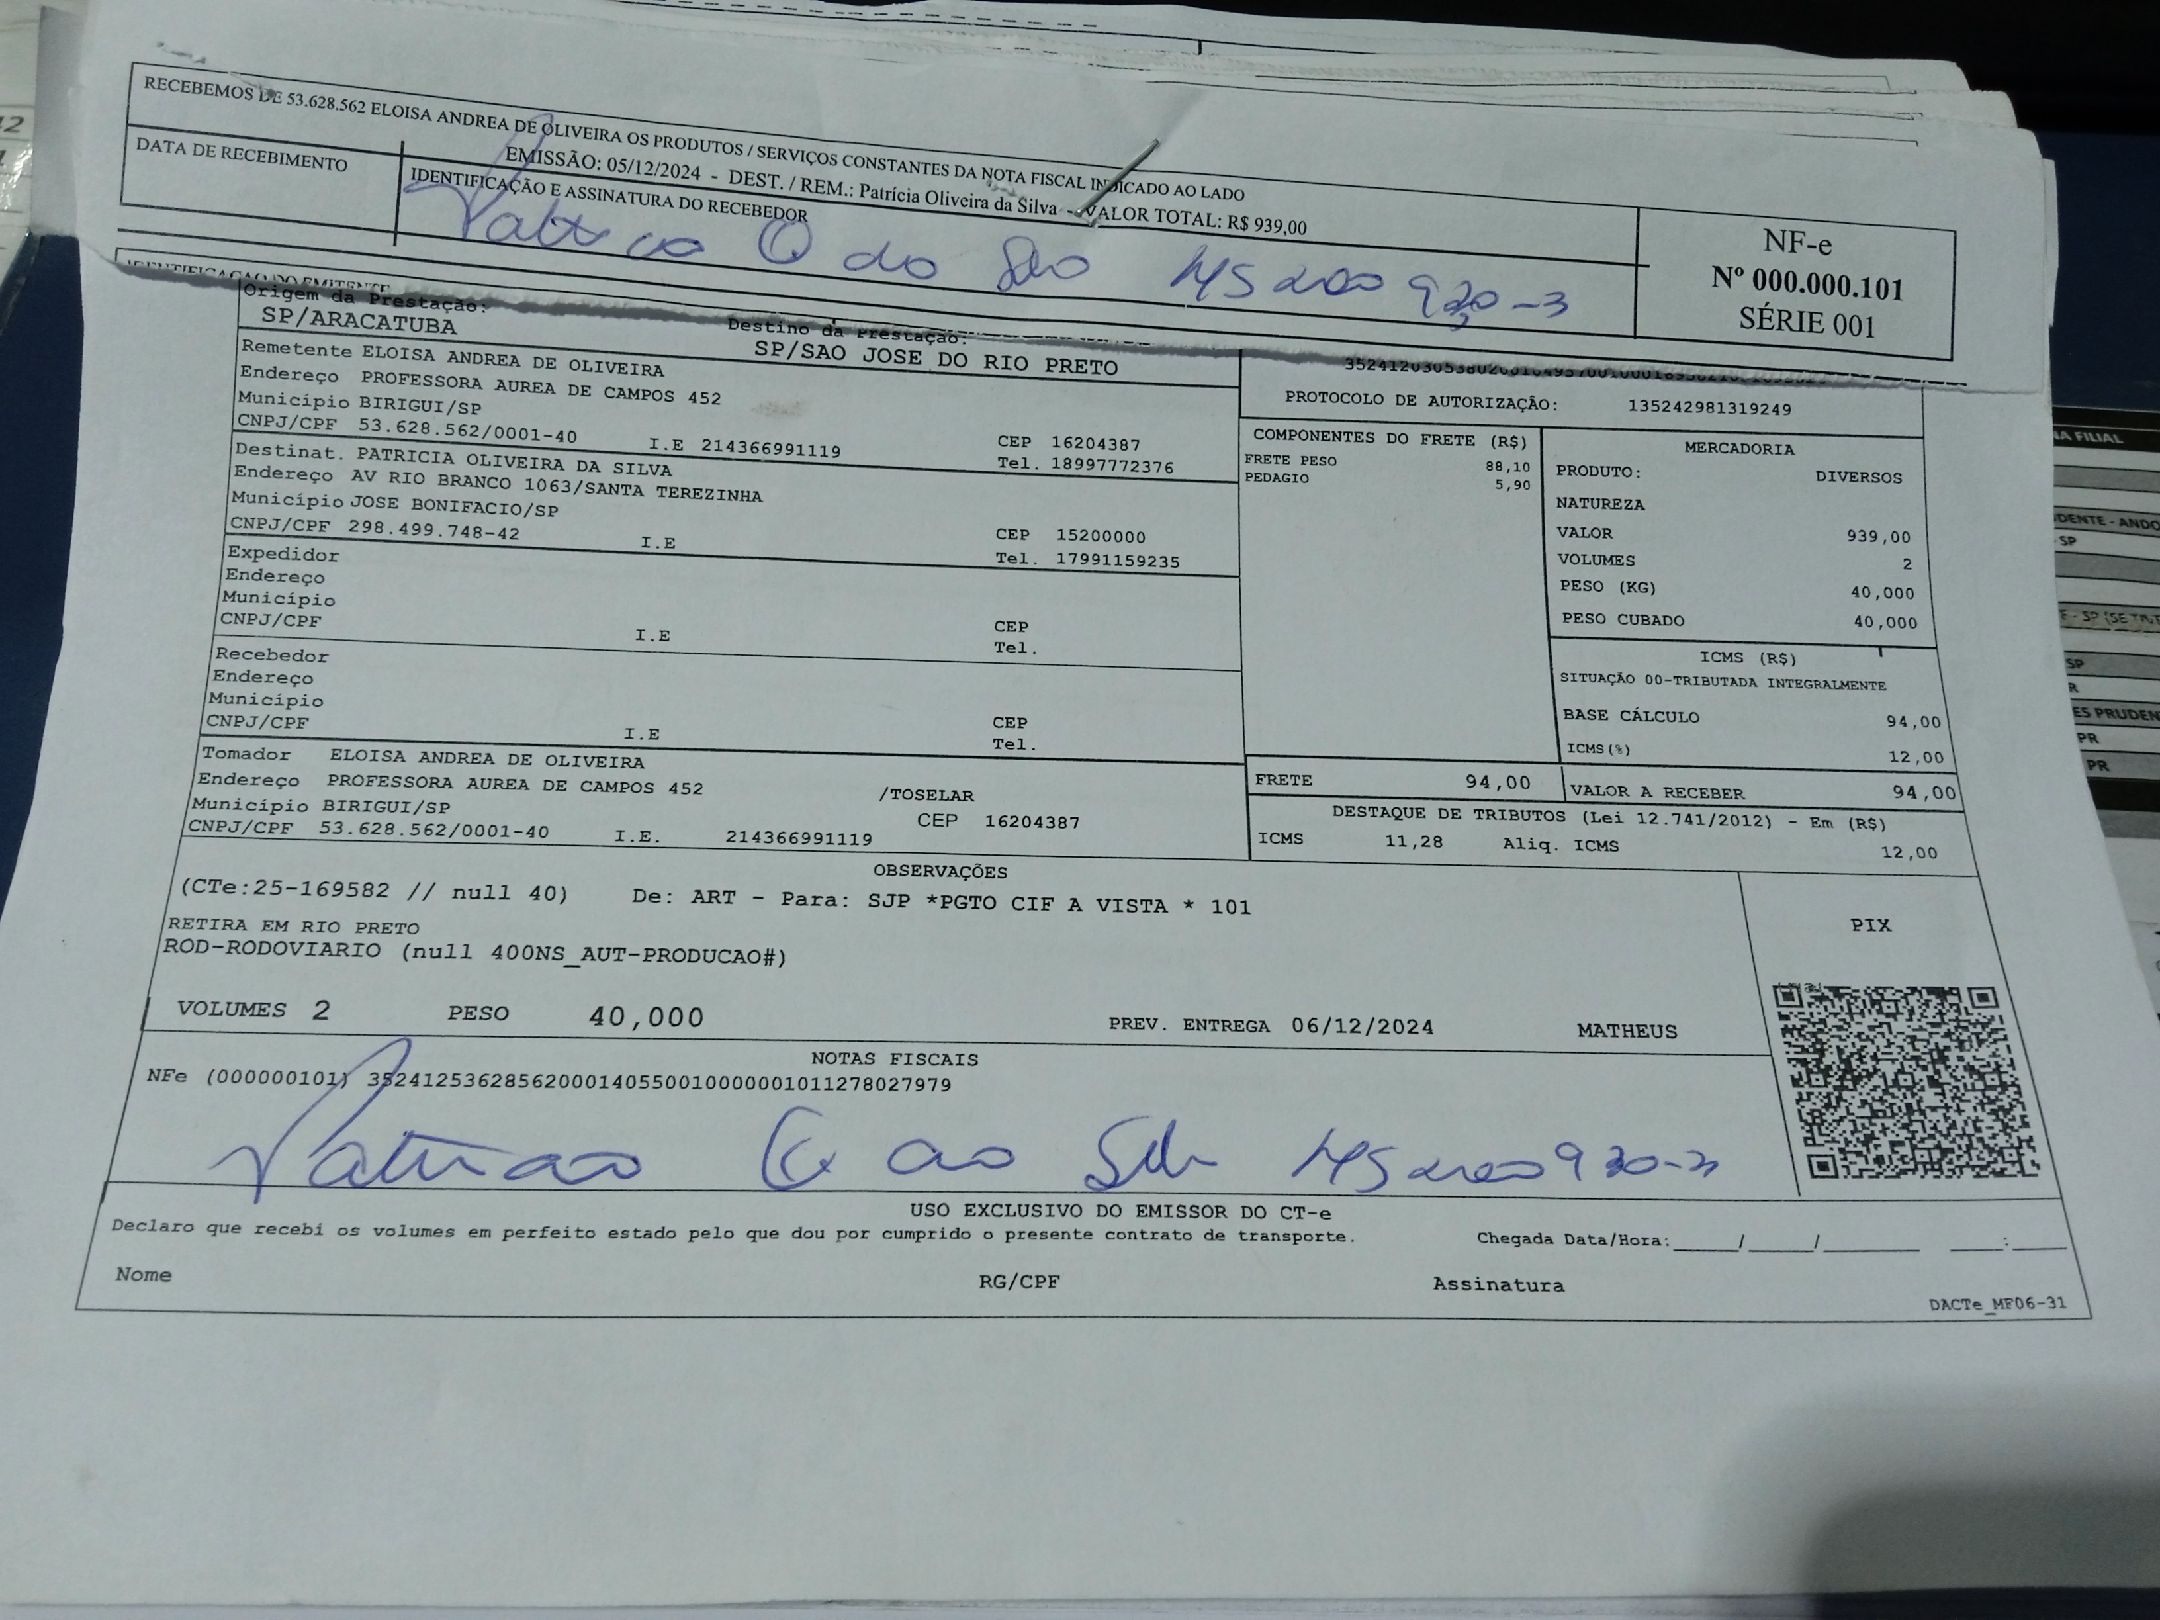 RECEBEMOS DE 53.628.562 ELOISA ANDREA DE OLIVEIRA OS PRODUTOS / SERVIÇOS CONSTANTES DA NOTA FISCAL INDICADO AO LADO
EMISSÃO: 05/12/2024 - DEST. / REM.: Patrícia Oliveira da Silva - VALOR TOTAL: R$ 939,00
DATA DE RECEBIMENTO
IDENTIFICAÇÃO E ASSINATURA DO RECEBEDOR
NF-e
Nº 000.000.101
SÉRIE 001
IDENTIFICAÇÃO DO EMITENTE
Origem da Prestação:
SP/ARACATUBA
Destino da Prestação:
SP/SAO JOSE DO RIO PRETO
Remetente ELOISA ANDREA DE OLIVEIRA
Endereço PROFESSORA AUREA DE CAMPOS 452
Município BIRIGUI/SP
CNPJ/CPF 53.628.562/0001-40 I.E 214366991119 CEP 16204387
Tel. 18997772376
Destinat. PATRICIA OLIVEIRA DA SILVA
Endereço AV RIO BRANCO 1063/SANTA TEREZINHA
Município JOSE BONIFACIO/SP
CNPJ/CPF 298.499.748-42 I.E CEP 15200000
Tel. 17991159235
Expedidor
Endereço
Município
CNPJ/CPF I.E CEP
Tel.
Recebedor
Endereço
Município
CNPJ/CPF I.E CEP
Tel.
Tomador ELOISA ANDREA DE OLIVEIRA
Endereço PROFESSORA AUREA DE CAMPOS 452 /TOSELAR
Município BIRIGUI/SP CEP 16204387
CNPJ/CPF 53.628.562/0001-40 I.E. 214366991119
PROTOCOLO DE AUTORIZAÇÃO: 135242981319249
COMPONENTES DO FRETE (R$)
FRETE PESO 88,10
PEDAGIO 5,90
MERCADORIA
PRODUTO: DIVERSOS
NATUREZA
VALOR 939,00
VOLUMES 2
PESO (KG) 40,000
PESO CUBADO 40,000
ICMS (R$)
SITUAÇÃO 00-TRIBUTADA INTEGRALMENTE
BASE CÁLCULO 94,00
ICMS(%) 12,00
FRETE 94,00 VALOR A RECEBER 94,00
DESTAQUE DE TRIBUTOS (Lei 12.741/2012) - Em (R$)
ICMS 11,28 Aliq. ICMS 12,00
OBSERVAÇÕES
(CTe:25-169582 // null 40) De: ART - Para: SJP *PGTO CIF A VISTA * 101
RETIRA EM RIO PRETO
ROD-RODOVIARIO (null 400NS_AUT-PRODUCAO#)
PIX
VOLUMES 2 PESO 40,000 PREV. ENTREGA 06/12/2024 MATHEUS
NOTAS FISCAIS
NFe (000000101) 35241253628562000140550010000001011278027979
USO EXCLUSIVO DO EMISSOR DO CT-e
Declaro que recebi os volumes em perfeito estado pelo que dou por cumprido o presente contrato de transporte. Chegada Data/Hora:_____/_____/_______ ____:____
Nome RG/CPF Assinatura
DACTe_MF06-31